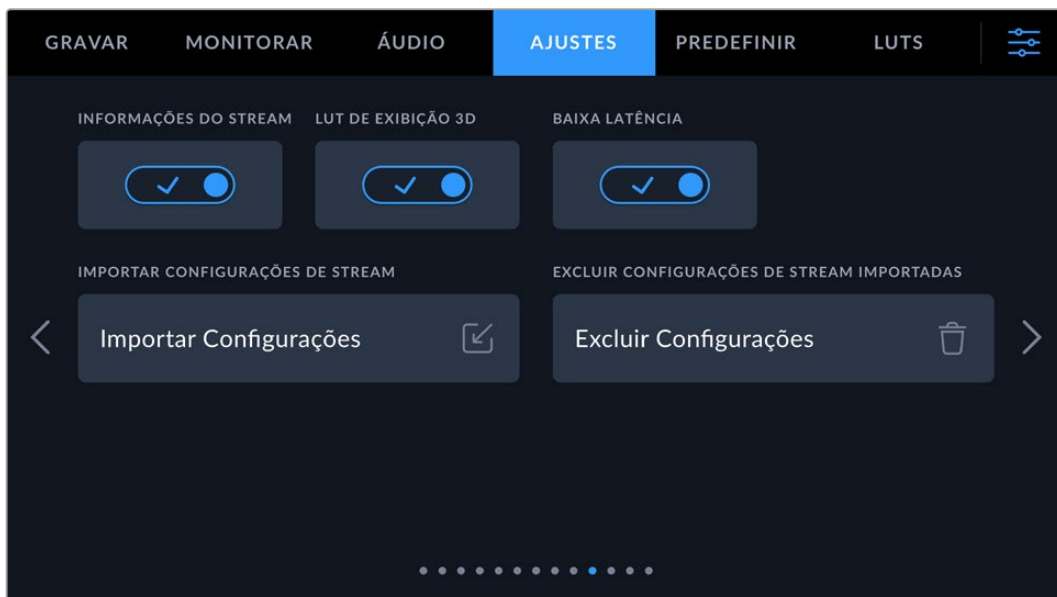 GRAVAR MONITORAR ÁUDIO AJUSTES PREDEFINIR LUTS
INFORMAÇÕES DO STREAM LUT DE EXIBIÇÃO 3D BAIXA LATÊNCIA
IMPORTAR CONFIGURAÇÕES DE STREAM EXCLUIR CONFIGURAÇÕES DE STREAM IMPORTADAS
Importar Configurações Excluir Configurações